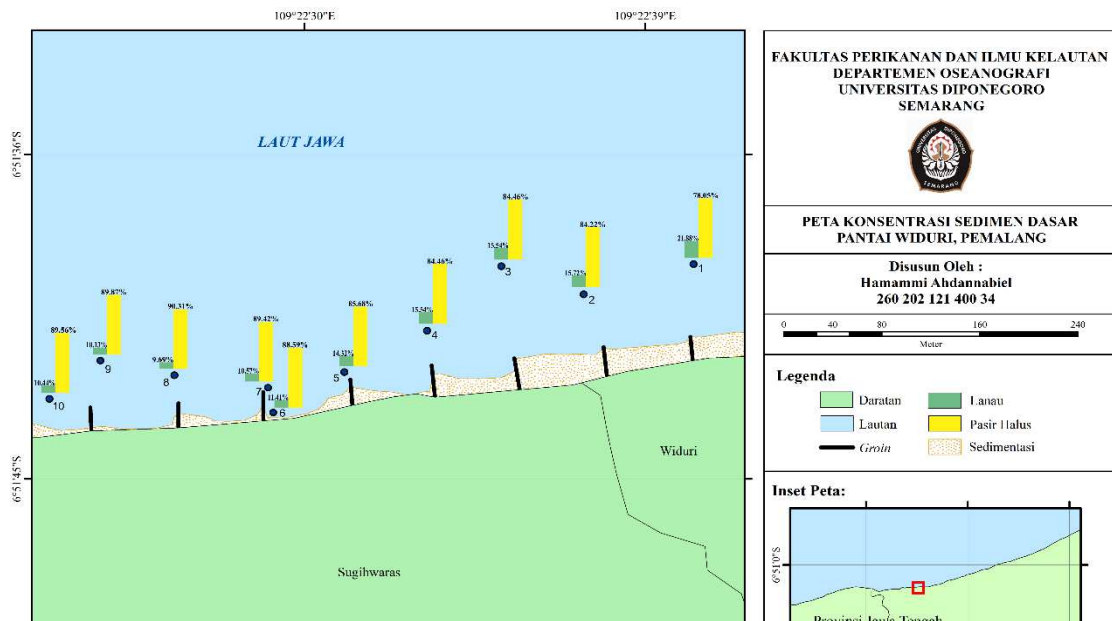 109°22'30"E
109°22'39"E
6°51'36"S
6°51'45"S
LAUT JAWA
78.05%
21.88%
1
84.22%
15.72%
2
84.46%
15.54%
3
84.46%
15.54%
4
85.68%
14.32%
5
88.59%
11.41%
6
89.42%
10.57%
7
90.31%
9.69%
8
89.87%
10.13%
9
89.56%
10.44%
10
Widuri
Sugihwaras
FAKULTAS PERIKANAN DAN ILMU KELAUTAN
DEPARTEMEN OSEANOGRAFI
UNIVERSITAS DIPONEGORO
SEMARANG
UNIVERSITAS DIPONEGORO
SEMARANG
PETA KONSENTRASI SEDIMEN DASAR
PANTAI WIDURI, PEMALANG
Disusun Oleh :
Hamammi Ahdannabiel
260 202 121 400 34
0 40 80 160 240
Meter
Legenda
Daratan
Lanau
Lautan
Pasir Halus
Groin
Sedimentasi
Inset Peta:
6°51'0"S
Provinsi Jawa Tengah